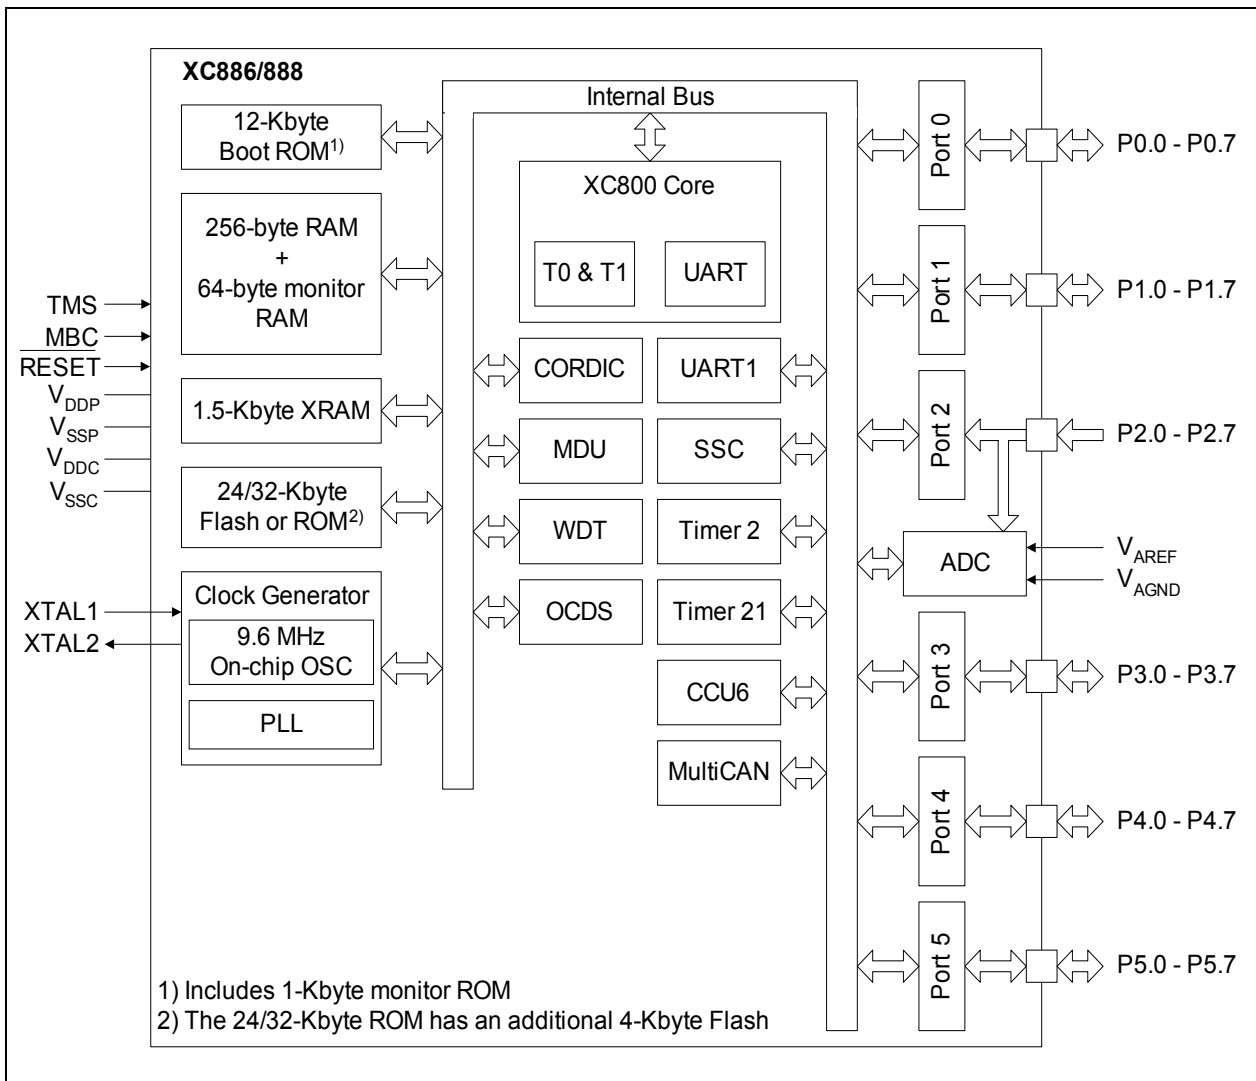 XC886/888
Internal Bus
12-Kbyte
Boot ROM1)
256-byte RAM
+
64-byte monitor
RAM
1.5-Kbyte XRAM
24/32-Kbyte
Flash or ROM2)
Clock Generator
9.6 MHz
On-chip OSC
PLL
TMS
MBC
RESET
VDDP
VSSP
VDDC
VSSC
XTAL1
XTAL2
XC800 Core
T0 & T1
UART
CORDIC
UART1
MDU
SSC
WDT
Timer 2
OCDS
Timer 21
CCU6
MultiCAN
Port 0
P0.0 - P0.7
Port 1
P1.0 - P1.7
Port 2
P2.0 - P2.7
ADC
VAREF
VAGND
Port 3
P3.0 - P3.7
Port 4
P4.0 - P4.7
Port 5
P5.0 - P5.7
1) Includes 1-Kbyte monitor ROM
2) The 24/32-Kbyte ROM has an additional 4-Kbyte Flash